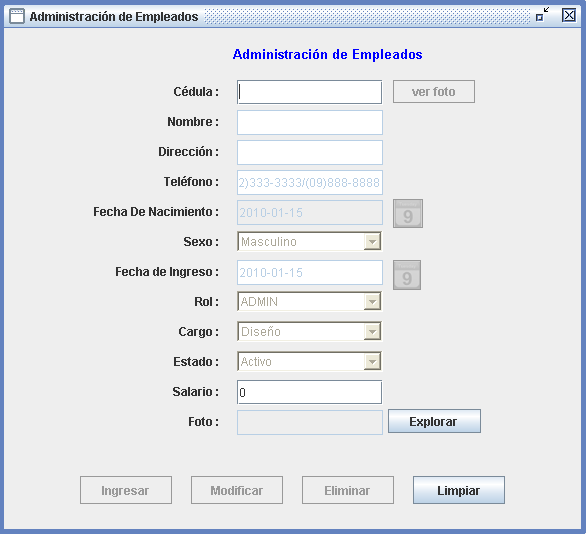 Administración de Empleados
Administración de Empleados
Cédula : ver foto
Nombre :
Dirección :
Teléfono : 2)333-3333/(09)888-8888
Fecha De Nacimiento : 2010-01-15 9
Sexo : Masculino
Fecha de Ingreso : 2010-01-15 9
Rol : ADMIN
Cargo : Diseño
Estado : Activo
Salario : 0
Foto : Explorar
Ingresar Modificar Eliminar Limpiar